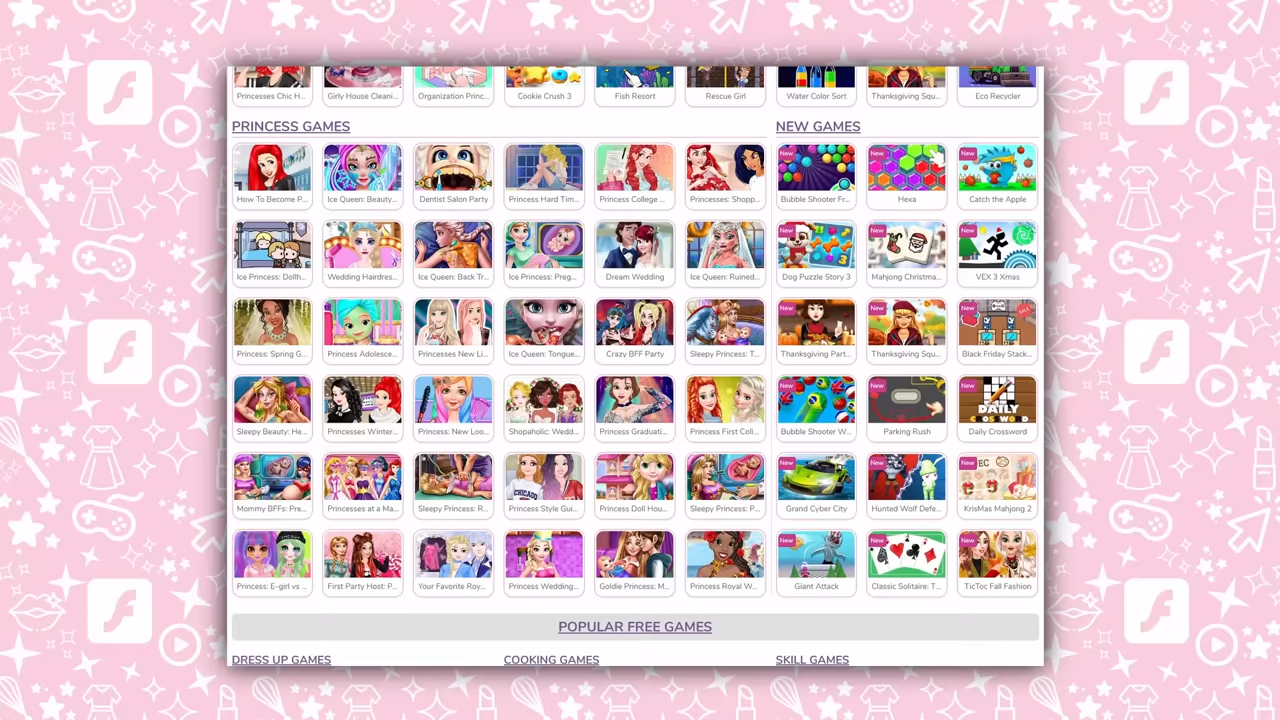 Princesses Chic H...
Girly House Cleani...
Organization Princ...
Cookie Crush 3
Fish Resort
Rescue Girl
Water Color Sort
Thanksgiving Squ...
Eco Recycler
PRINCESS GAMES
NEW GAMES
New
New
New
How To Become P...
Ice Queen: Beauty...
Dentist Salon Party
Princess Hard Tim...
Princess College ...
Princesses: Shopp...
Bubble Shooter Fr...
Hexa
Catch the Apple
New
New
New
Ice Princess: Dollh...
Wedding Hairdres...
Ice Queen: Back Tr...
Ice Princess: Preg...
Dream Wedding
Ice Queen: Ruined...
Dog Puzzle Story 3
Mahjong Christma...
VEX 3 Xmas
New
New
New
Princess: Spring G...
Princess Adolesce...
Princesses New Li...
Ice Queen: Tongue...
Crazy BFF Party
Sleepy Princess: T...
Thanksgiving Part...
Thanksgiving Squ...
Black Friday Stack...
New
New
New
DAILY
CROSSWORD
Sleepy Beauty: He...
Princesses Winter...
Princess: New Loo...
Shopaholic: Wedd...
Princess Graduati...
Princess First Coll...
Bubble Shooter W...
Parking Rush
Daily Crossword
New
New
New
CHICAGO
Mommy BFFs: Pre...
Princesses at a Ma...
Sleepy Princess: R...
Princess Style Gui...
Princess Doll Hou...
Sleepy Princess: P...
Grand Cyber City
Hunted Wolf Defe...
KrisMas Mahjong 2
New
New
New
Princess: E-girl vs ...
First Party Host: P...
Your Favorite Roy...
Princess Wedding...
Goldie Princess: M...
Princess Royal W...
Giant Attack
Classic Solitaire: T...
TicToc Fall Fashion
POPULAR FREE GAMES
DRESS UP GAMES
COOKING GAMES
SKILL GAMES